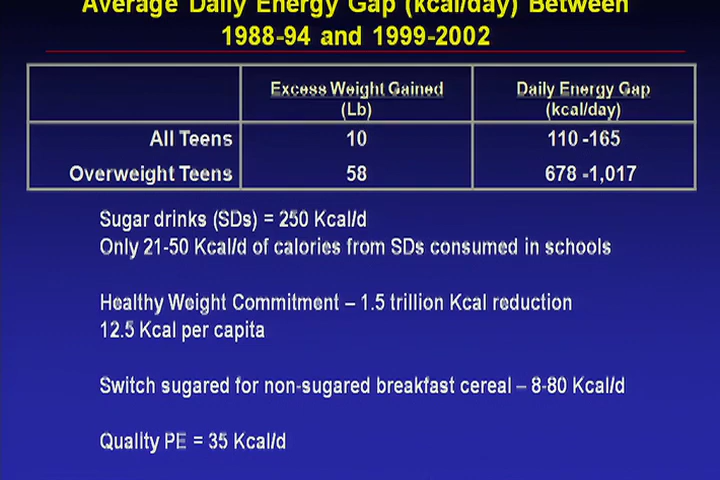 Average Daily Energy Gap (kcal/day) Between
1988-94 and 1999-2002
Excess Weight Gained (Lb)
Daily Energy Gap (kcal/day)
All Teens 10 110 -165
Overweight Teens 58 678 -1,017
Sugar drinks (SDs) = 250 Kcal/d
Only 21-50 Kcal/d of calories from SDs consumed in schools
Healthy Weight Commitment – 1.5 trillion Kcal reduction
12.5 Kcal per capita
Switch sugared for non-sugared breakfast cereal – 8-80 Kcal/d
Quality PE = 35 Kcal/d